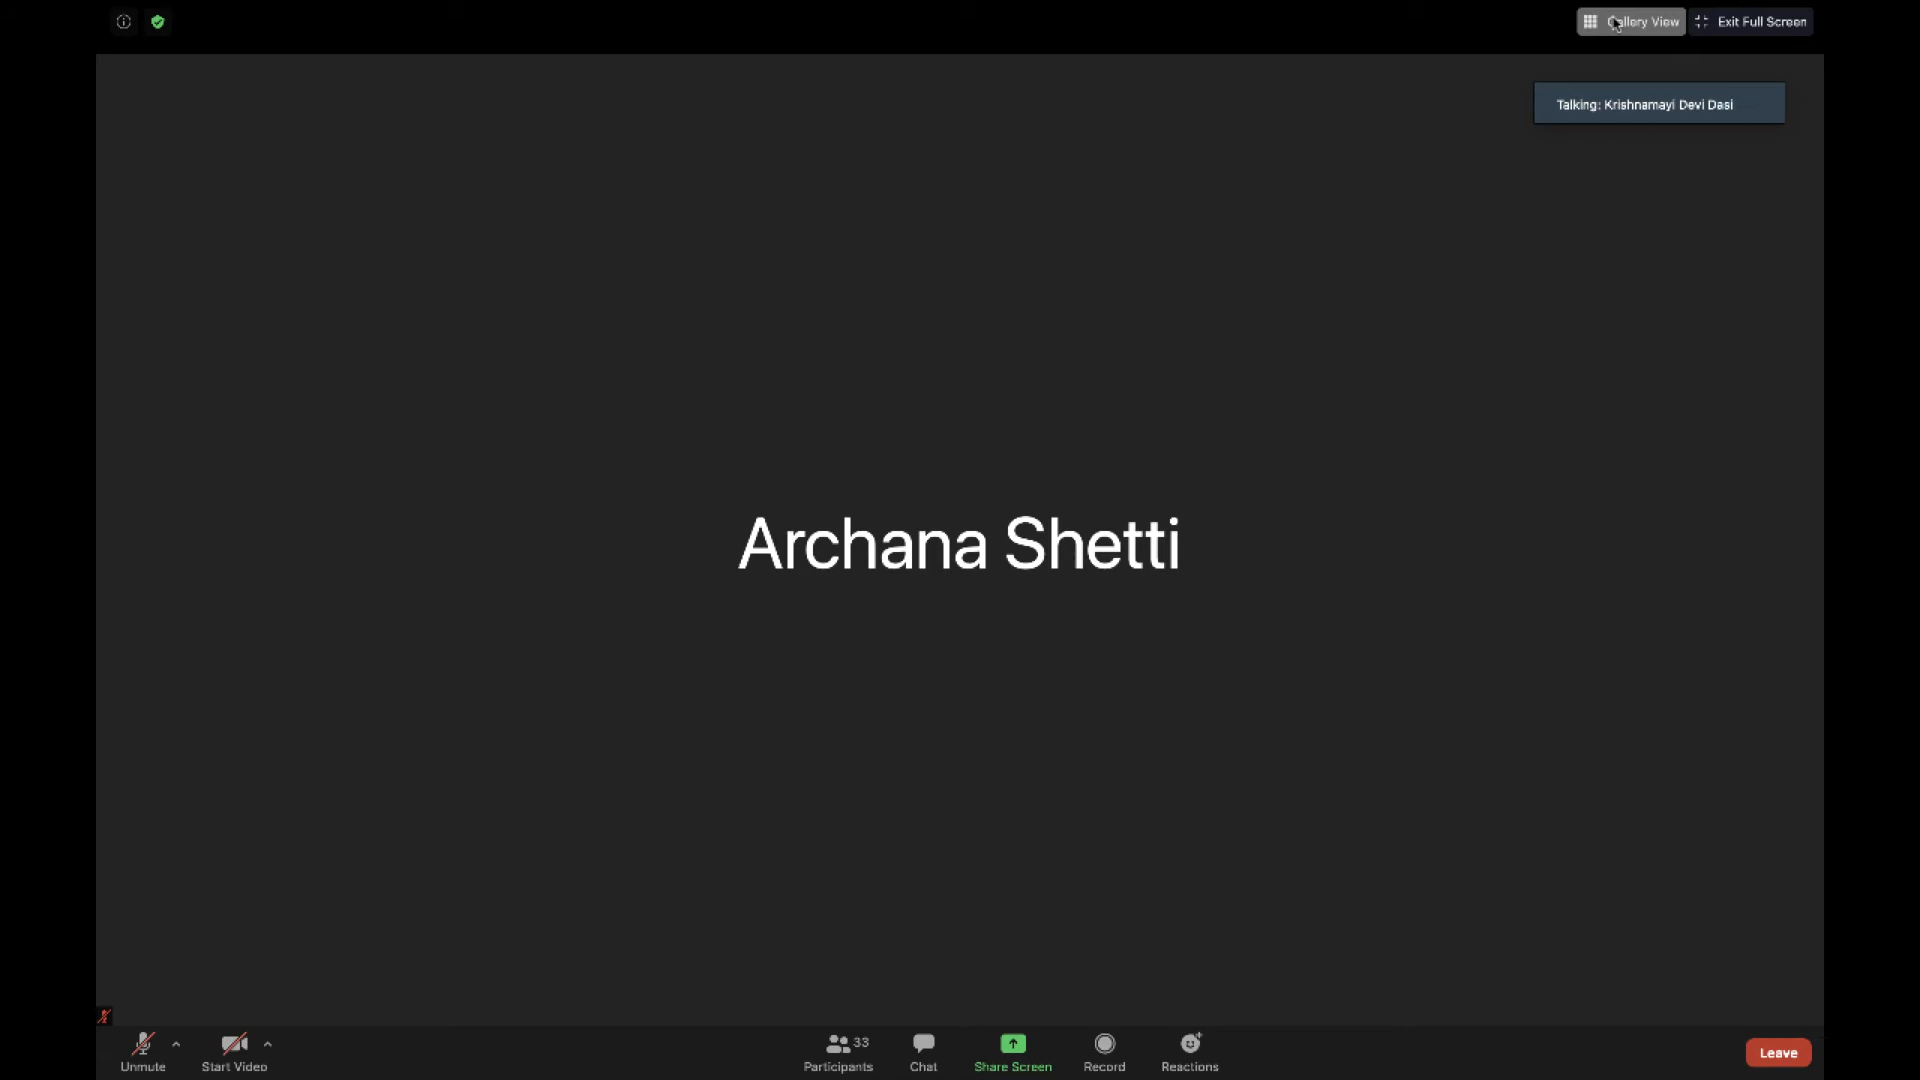 Gallery View
Exit Full Screen
Talking: Krishnamayi Devi Dasi
Archana Shetti
Unmute
Start Video
33
Participants
Chat
Share Screen
Record
Reactions
Leave